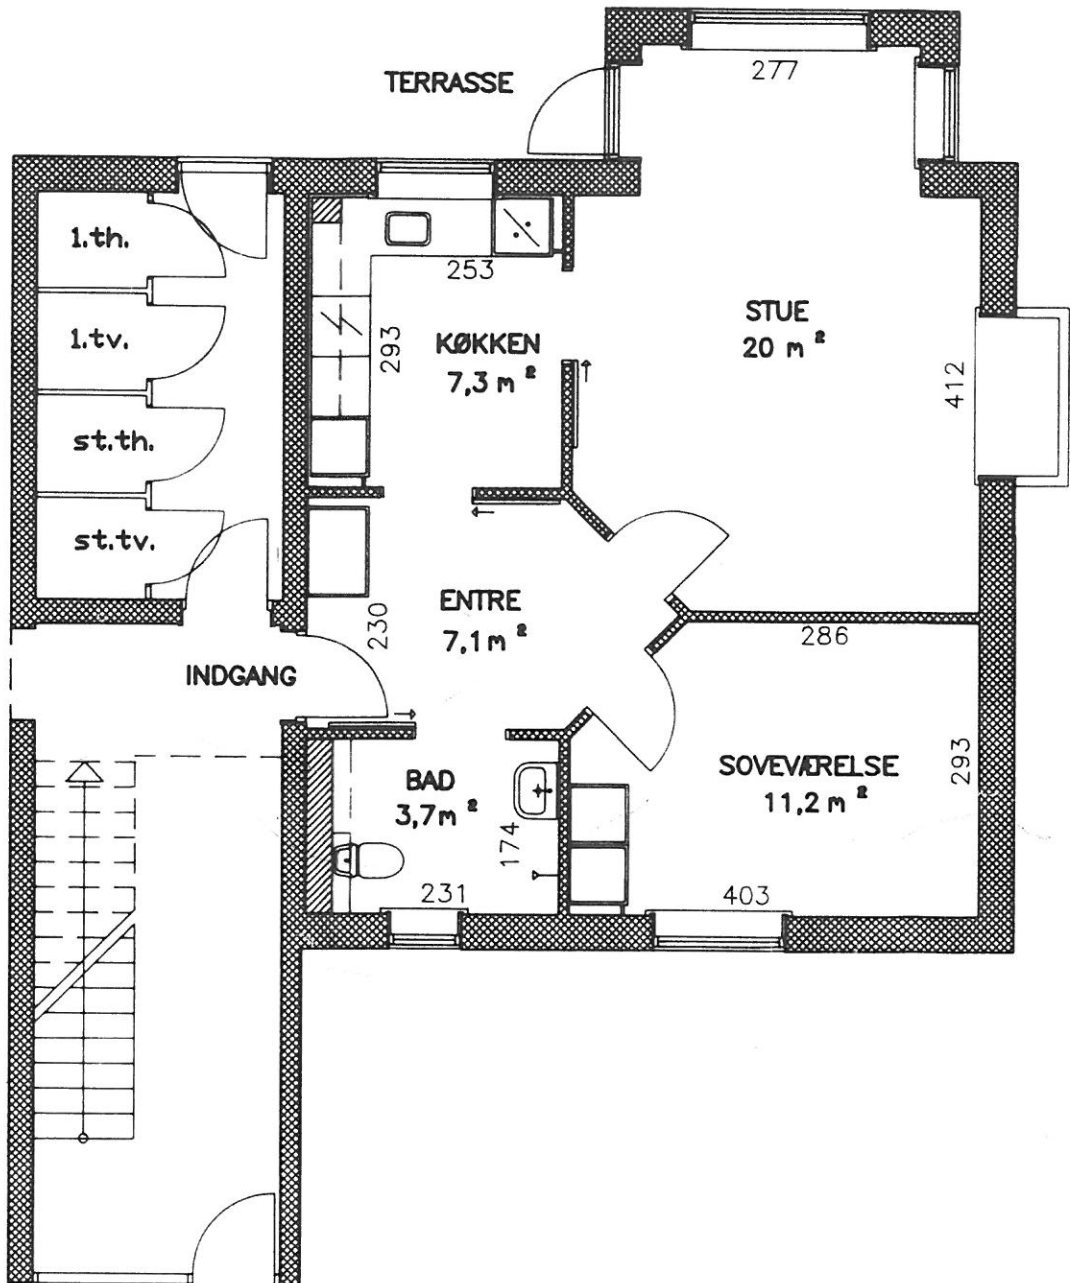 TERRASSE
277
1.th.
1.tv.
st.th.
st.tv.
253
293
KØKKEN
7,3 m²
STUE
20 m²
412
ENTRE
7,1 m²
230
INDGANG
286
SOVEVÆRELSE
11,2 m²
293
403
BAD
3,7 m²
174
231